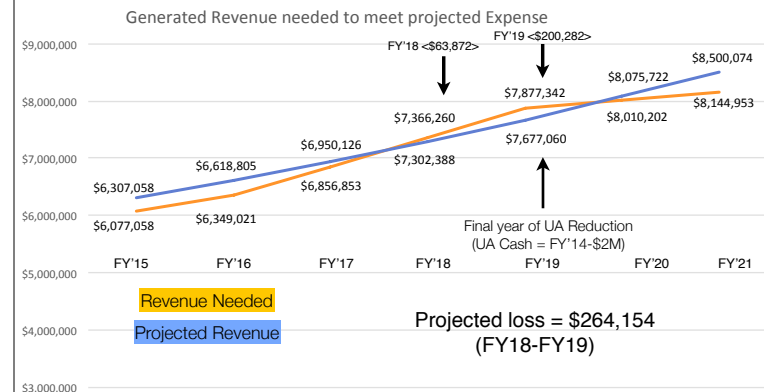 Generated Revenue needed to meet projected Expense
$9,000,000
FY'18 <$63,872>
FY'19 <$200,282>
$8,500,074
$8,075,722
$7,877,342
$8,000,000
$8,144,953
$8,010,202
$7,366,260
$7,677,060
$7,302,388
$6,950,126
$7,000,000
$6,618,805
$6,856,853
$6,307,058
$6,349,021
$6,077,058
$6,000,000
Final year of UA Reduction
(UA Cash = FY'14-$2M)
FY'15 FY'16 FY'17 FY'18 FY'19 FY'20 FY'21
$5,000,000
Revenue Needed
Projected Revenue
$4,000,000
Projected loss = $264,154
(FY18-FY19)
$3,000,000